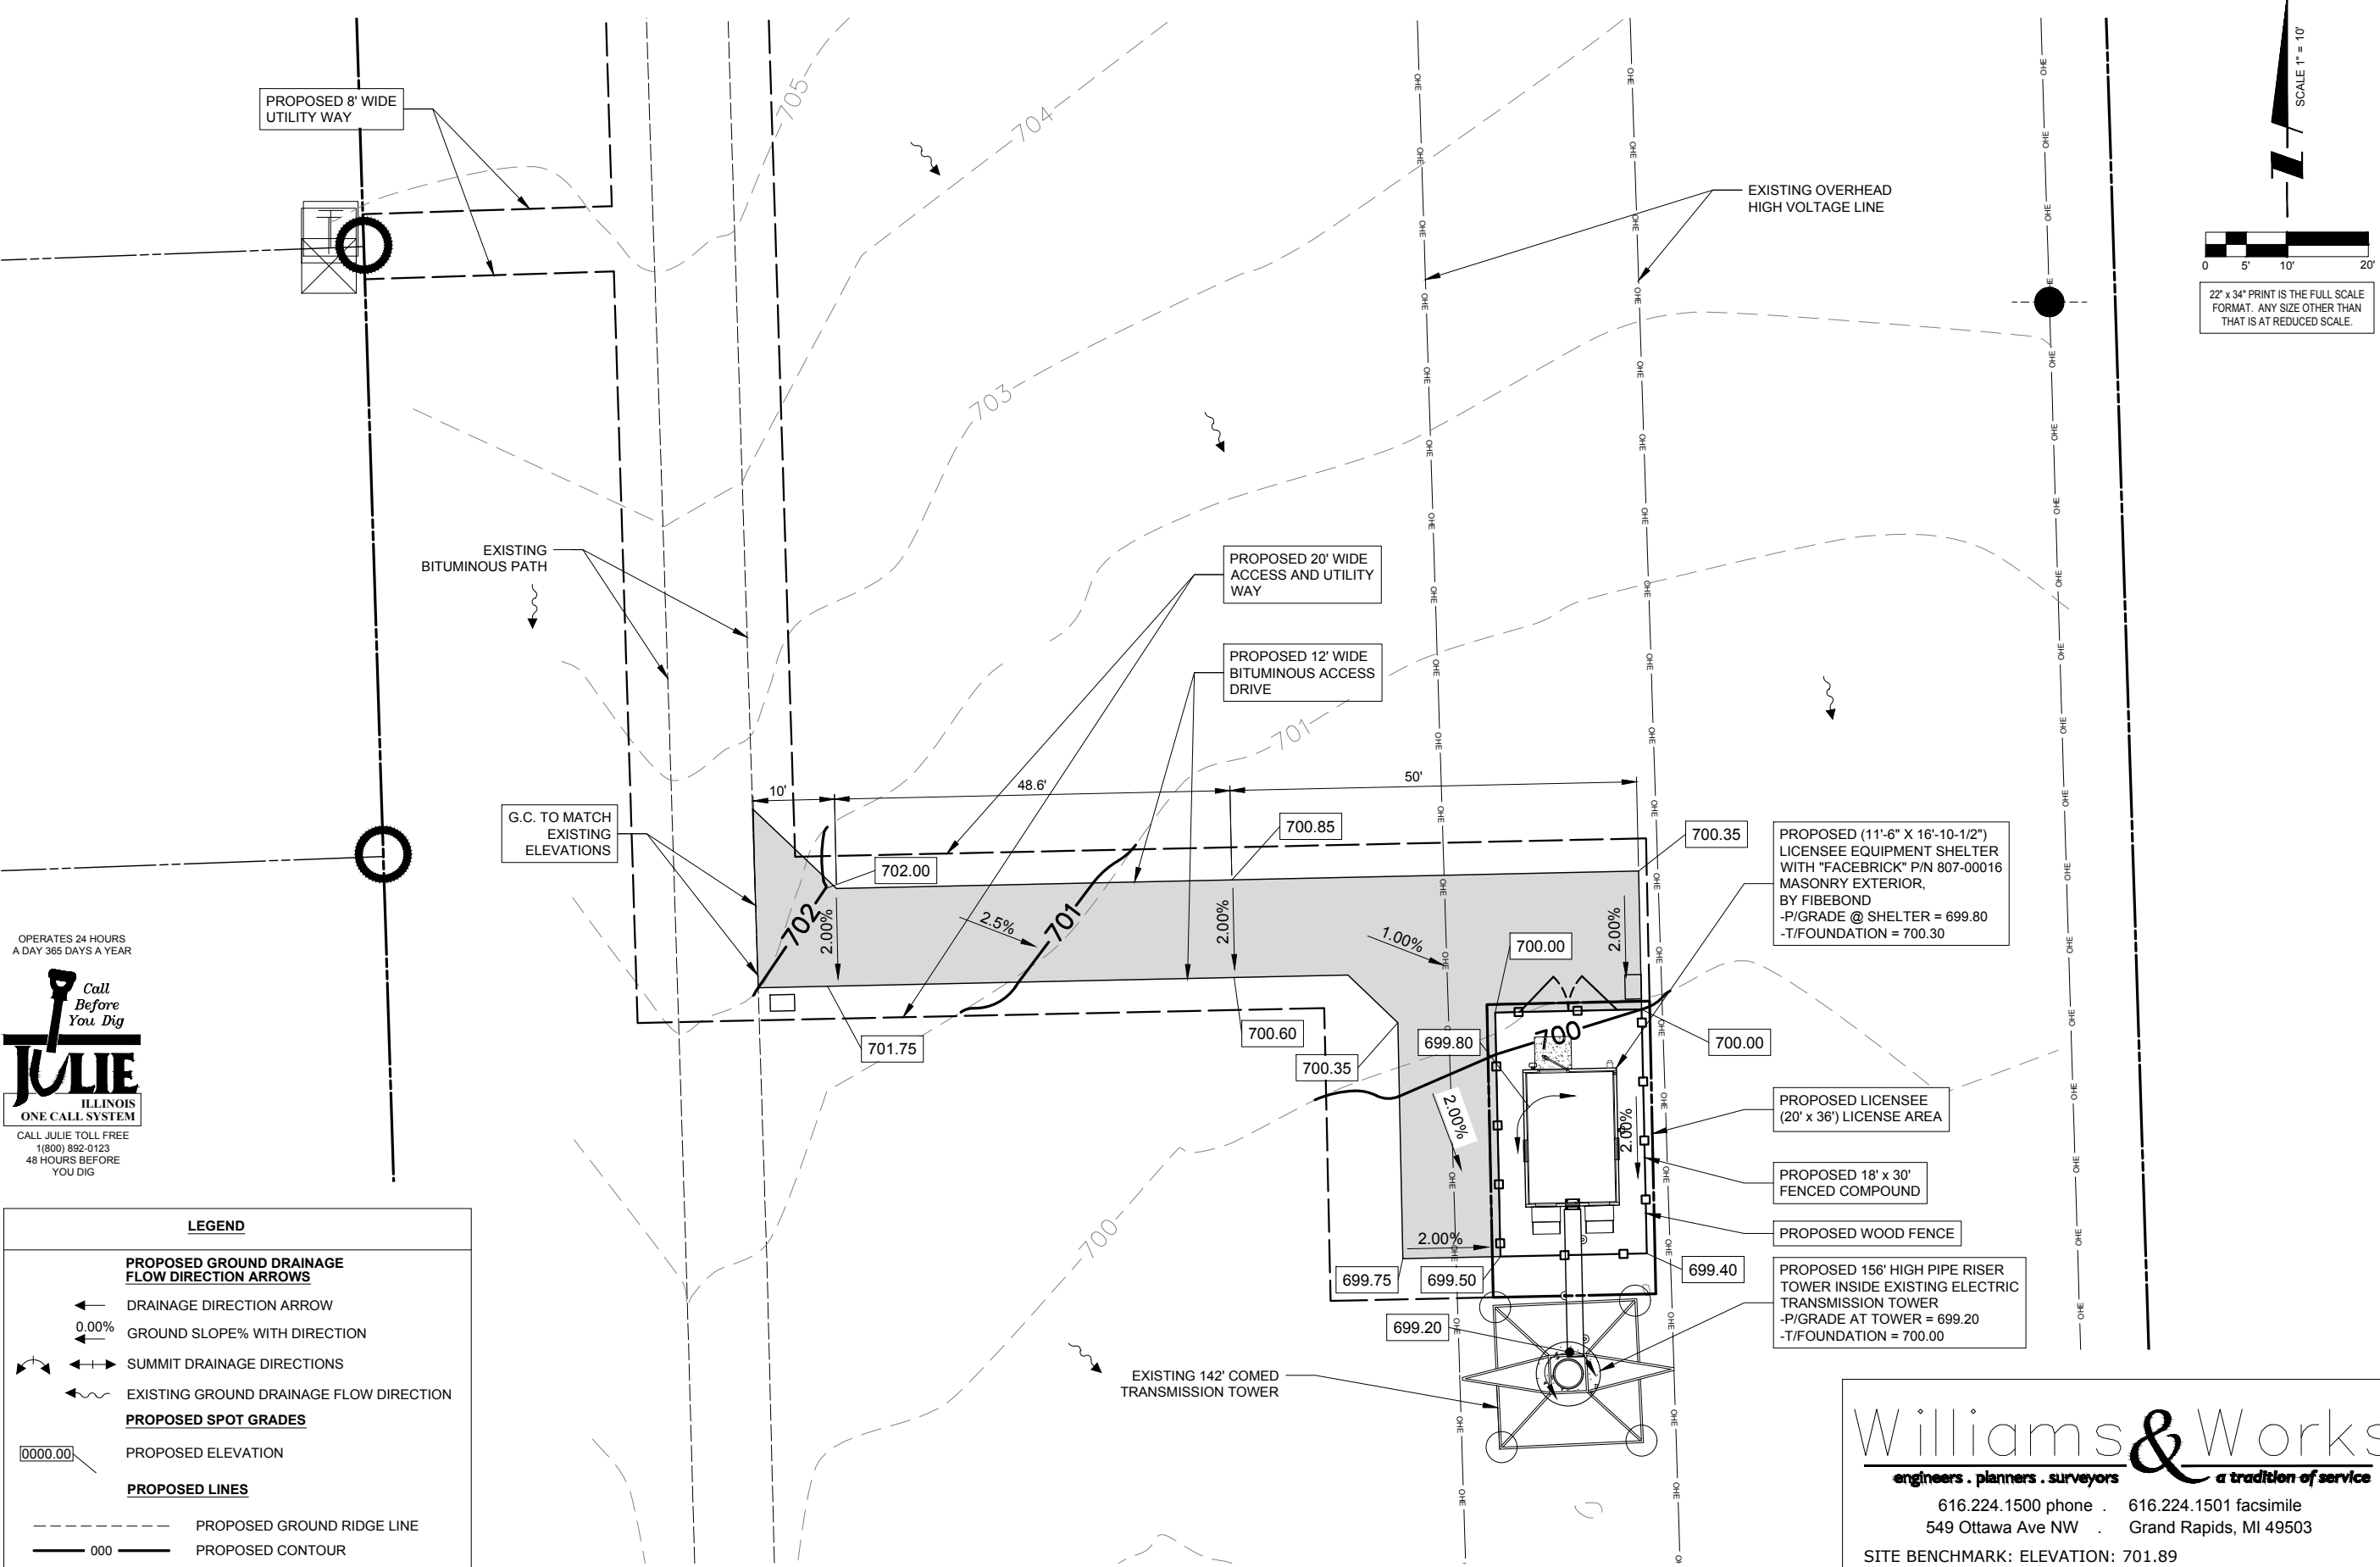 SCALE 1" = 10'
0 5' 10' 20'
22" x 34" PRINT IS THE FULL SCALE
FORMAT. ANY SIZE OTHER THAN
THAT IS AT REDUCED SCALE.
PROPOSED 8' WIDE
UTILITY WAY
705
704
703
701
700
EXISTING OVERHEAD
HIGH VOLTAGE LINE
OHE
EXISTING
BITUMINOUS PATH
PROPOSED 20' WIDE
ACCESS AND UTILITY
WAY
PROPOSED 12' WIDE
BITUMINOUS ACCESS
DRIVE
10'
48.6'
50'
G.C. TO MATCH
EXISTING
ELEVATIONS
702.00
700.85
700.35
702
2.00%
2.5%
701
2.00%
1.00%
2.00%
700.00
701.75
700.60
700.35
699.80
700
700.00
2.00%
2.00%
2.00%
699.75
699.50
699.40
699.20
PROPOSED (11'-6" X 16'-10-1/2")
LICENSEE EQUIPMENT SHELTER
WITH "FACEBRICK" P/N 807-00016
MASONRY EXTERIOR,
BY FIBEBOND
-P/GRADE @ SHELTER = 699.80
-T/FOUNDATION = 700.30
PROPOSED LICENSEE
(20' x 36') LICENSE AREA
PROPOSED 18' x 30'
FENCED COMPOUND
PROPOSED WOOD FENCE
PROPOSED 156' HIGH PIPE RISER
TOWER INSIDE EXISTING ELECTRIC
TRANSMISSION TOWER
-P/GRADE AT TOWER = 699.20
-T/FOUNDATION = 700.00
EXISTING 142' COMED
TRANSMISSION TOWER
OPERATES 24 HOURS
A DAY 365 DAYS A YEAR
Call
Before
You Dig
JULIE
ILLINOIS
ONE CALL SYSTEM
CALL JULIE TOLL FREE
1(800) 892-0123
48 HOURS BEFORE
YOU DIG
LEGEND
PROPOSED GROUND DRAINAGE
FLOW DIRECTION ARROWS
DRAINAGE DIRECTION ARROW
0.00% GROUND SLOPE% WITH DIRECTION
SUMMIT DRAINAGE DIRECTIONS
EXISTING GROUND DRAINAGE FLOW DIRECTION
PROPOSED SPOT GRADES
0000.00 PROPOSED ELEVATION
PROPOSED LINES
PROPOSED GROUND RIDGE LINE
000 PROPOSED CONTOUR
Williams & Works
engineers . planners . surveyors a tradition of service
616.224.1500 phone . 616.224.1501 facsimile
549 Ottawa Ave NW . Grand Rapids, MI 49503
SITE BENCHMARK: ELEVATION: 701.89